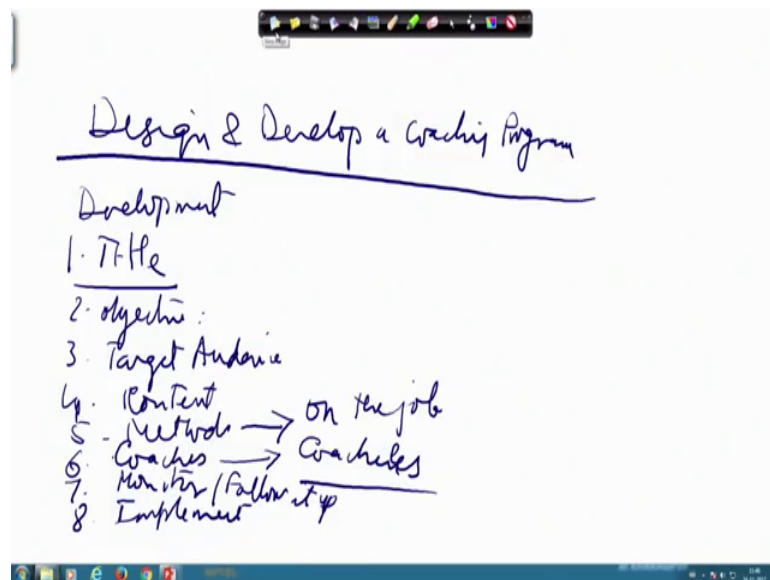 Design & Develop a Coaching Program
Development
1. Title
2. Objective:
3. Target Audience
4. Content
5. Methods → on the job
6. Coaches → Coachees
7. Monitor / Follow it up
8. Implement